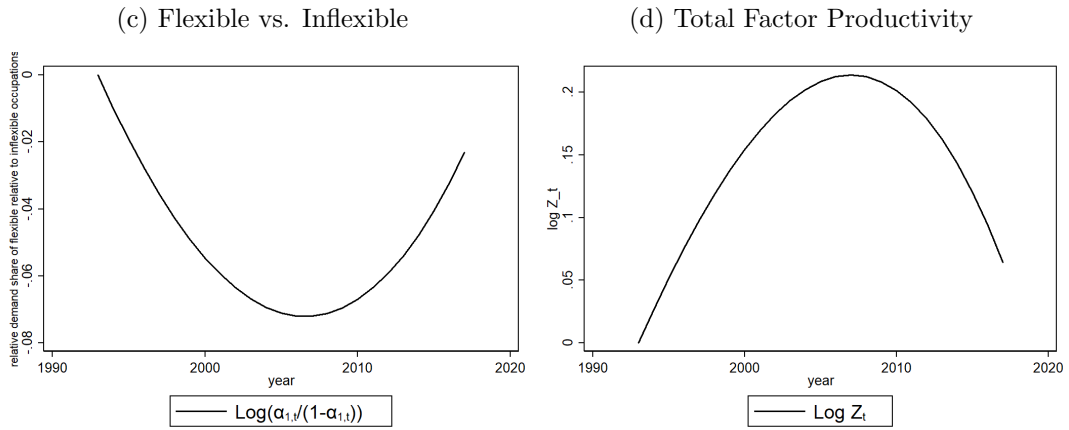 (c) Flexible vs. Inflexible
relative demand share of flexible relative to inflexible occupations
0
-.02
-.04
-.06
-.08
1990
2000
2010
2020
year
Log(α₁,ₜ/(1-α₁,ₜ))
(d) Total Factor Productivity
log Z_t
.2
.15
.1
.05
0
1990
2000
2010
2020
year
Log Zₜ